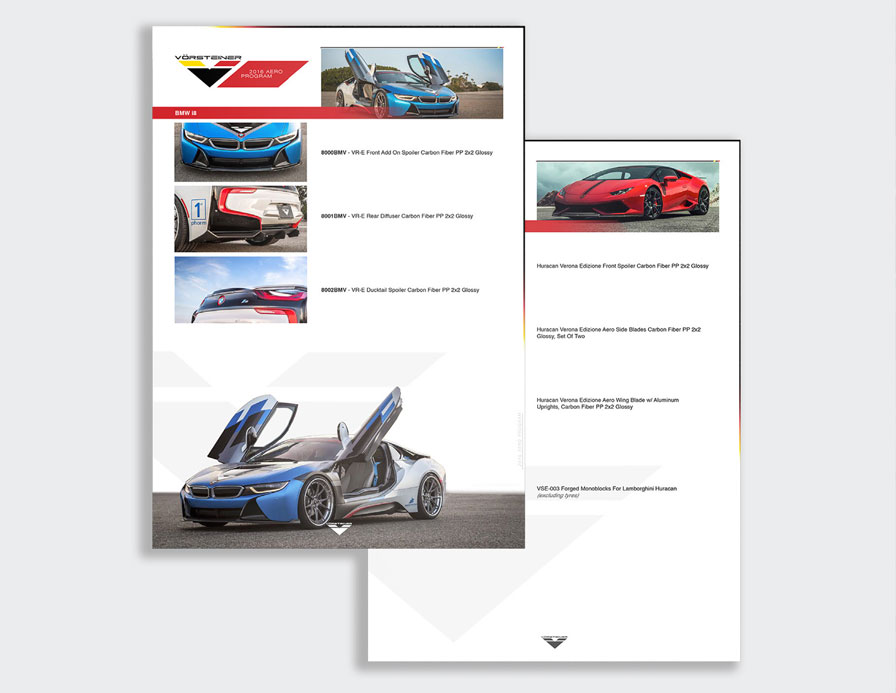 VÖRSTEINER
2016 AERO
PROGRAM
BMW i8
8000BMV - VR-E Front Add On Spoiler Carbon Fiber PP 2x2 Glossy
1st
phorm
8001BMV - VR-E Rear Diffuser Carbon Fiber PP 2x2 Glossy
8002BMV - VR-E Ducktail Spoiler Carbon Fiber PP 2x2 Glossy
VÖRSTEINER
Huracan Verona Edizione Front Spoiler Carbon Fiber PP 2x2 Glossy
Huracan Verona Edizione Aero Side Blades Carbon Fiber PP 2x2
Glossy, Set Of Two
Huracan Verona Edizione Aero Wing Blade w/ Aluminum
Uprights, Carbon Fiber PP 2x2 Glossy
VSE-003 Forged Monoblocks For Lamborghini Huracan
(excluding tyres)
VÖRSTEINER